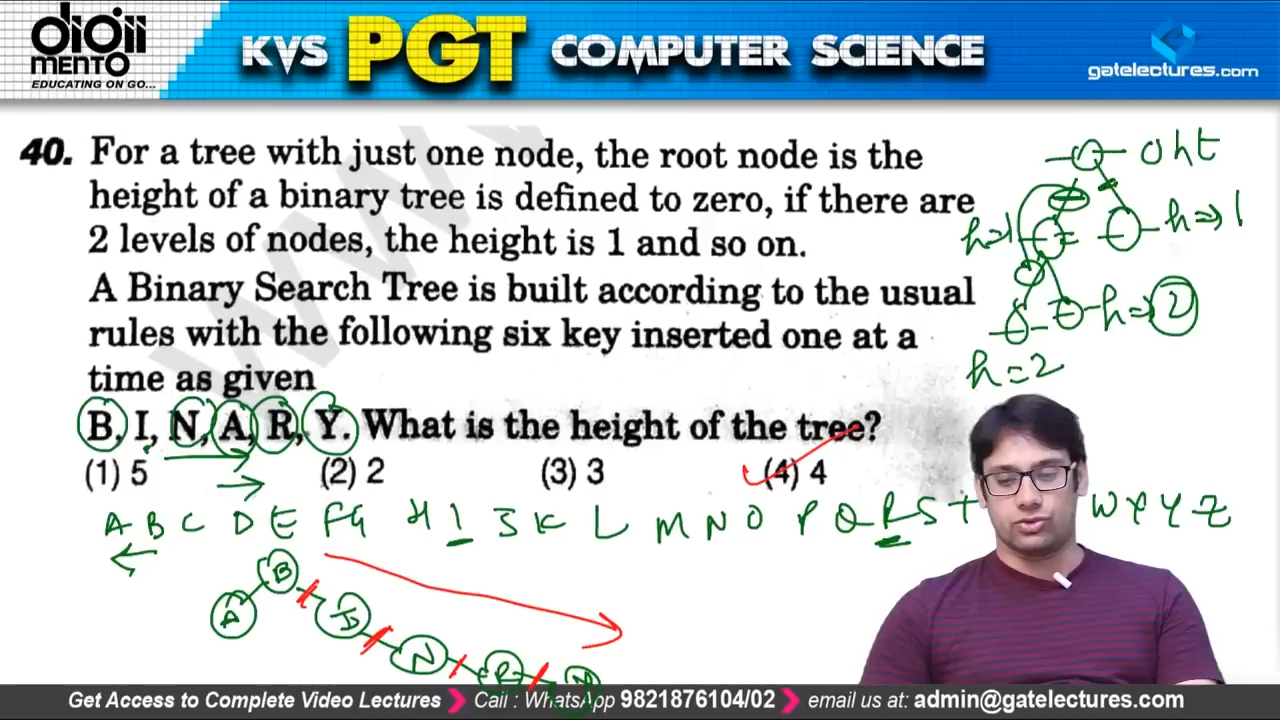 digii
MENTO
EDUCATING ON GO...
KVS PGT COMPUTER SCIENCE
gatelectures.com
40. For a tree with just one node, the root node is the
height of a binary tree is defined to zero, if there are
2 levels of nodes, the height is 1 and so on.
A Binary Search Tree is built according to the usual
rules with the following six key inserted one at a
time as given
B, I, N, A, R, Y. What is the height of the tree?
(1) 5 (2) 2 (3) 3 (4) 4
0 ht
h=1 h=>1
h=>2
h=2
A B C D E F G H I J K L M N O P Q R S T W X Y Z
B
A I
N R
Get Access to Complete Video Lectures | Call : WhatsApp 9821876104/02 | email us at: admin@gatelectures.com